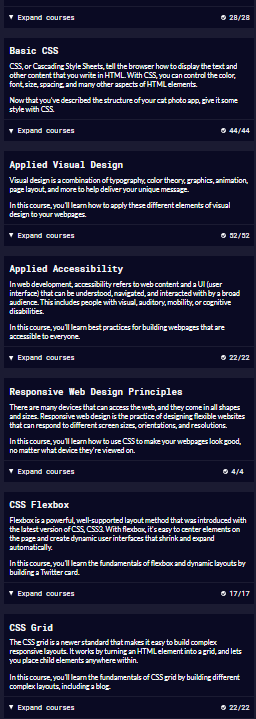 ▼ Expand courses 28/28
Basic CSS
CSS, or Cascading Style Sheets, tell the browser how to display the text and
other content that you write in HTML. With CSS, you can control the color,
font, size, spacing, and many other aspects of HTML elements.
Now that you've described the structure of your cat photo app, give it some
style with CSS.
▼ Expand courses 44/44
Applied Visual Design
Visual design is a combination of typography, color theory, graphics, animation,
page layout, and more to help deliver your unique message.
In this course, you'll learn how to apply these different elements of visual
design to your webpages.
▼ Expand courses 52/52
Applied Accessibility
In web development, accessibility refers to web content and a UI (user
interface) that can be understood, navigated, and interacted with by a broad
audience. This includes people with visual, auditory, mobility, or cognitive
disabilities.
In this course, you'll learn best practices for building webpages that are
accessible to everyone.
▼ Expand courses 22/22
Responsive Web Design Principles
There are many devices that can access the web, and they come in all shapes
and sizes. Responsive web design is the practice of designing flexible websites
that can respond to different screen sizes, orientations, and resolutions.
In this course, you'll learn how to use CSS to make your webpages look good,
no matter what device they're viewed on.
▼ Expand courses 4/4
CSS Flexbox
Flexbox is a powerful, well-supported layout method that was introduced with
the latest version of CSS, CSS3. With flexbox, it's easy to center elements on
the page and create dynamic user interfaces that shrink and expand
automatically.
In this course, you'll learn the fundamentals of flexbox and dynamic layouts by
building a Twitter card.
▼ Expand courses 17/17
CSS Grid
The CSS grid is a newer standard that makes it easy to build complex
responsive layouts. It works by turning an HTML element into a grid, and lets
you place child elements anywhere within.
In this course, you'll learn the fundamentals of CSS grid by building different
complex layouts, including a blog.
▼ Expand courses 22/22